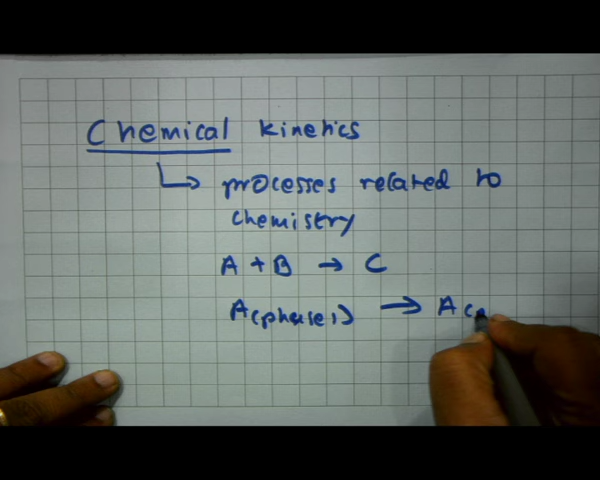 Chemical kinetics
↳ processes related to
chemistry
A + B → C
A(phase1) → A(